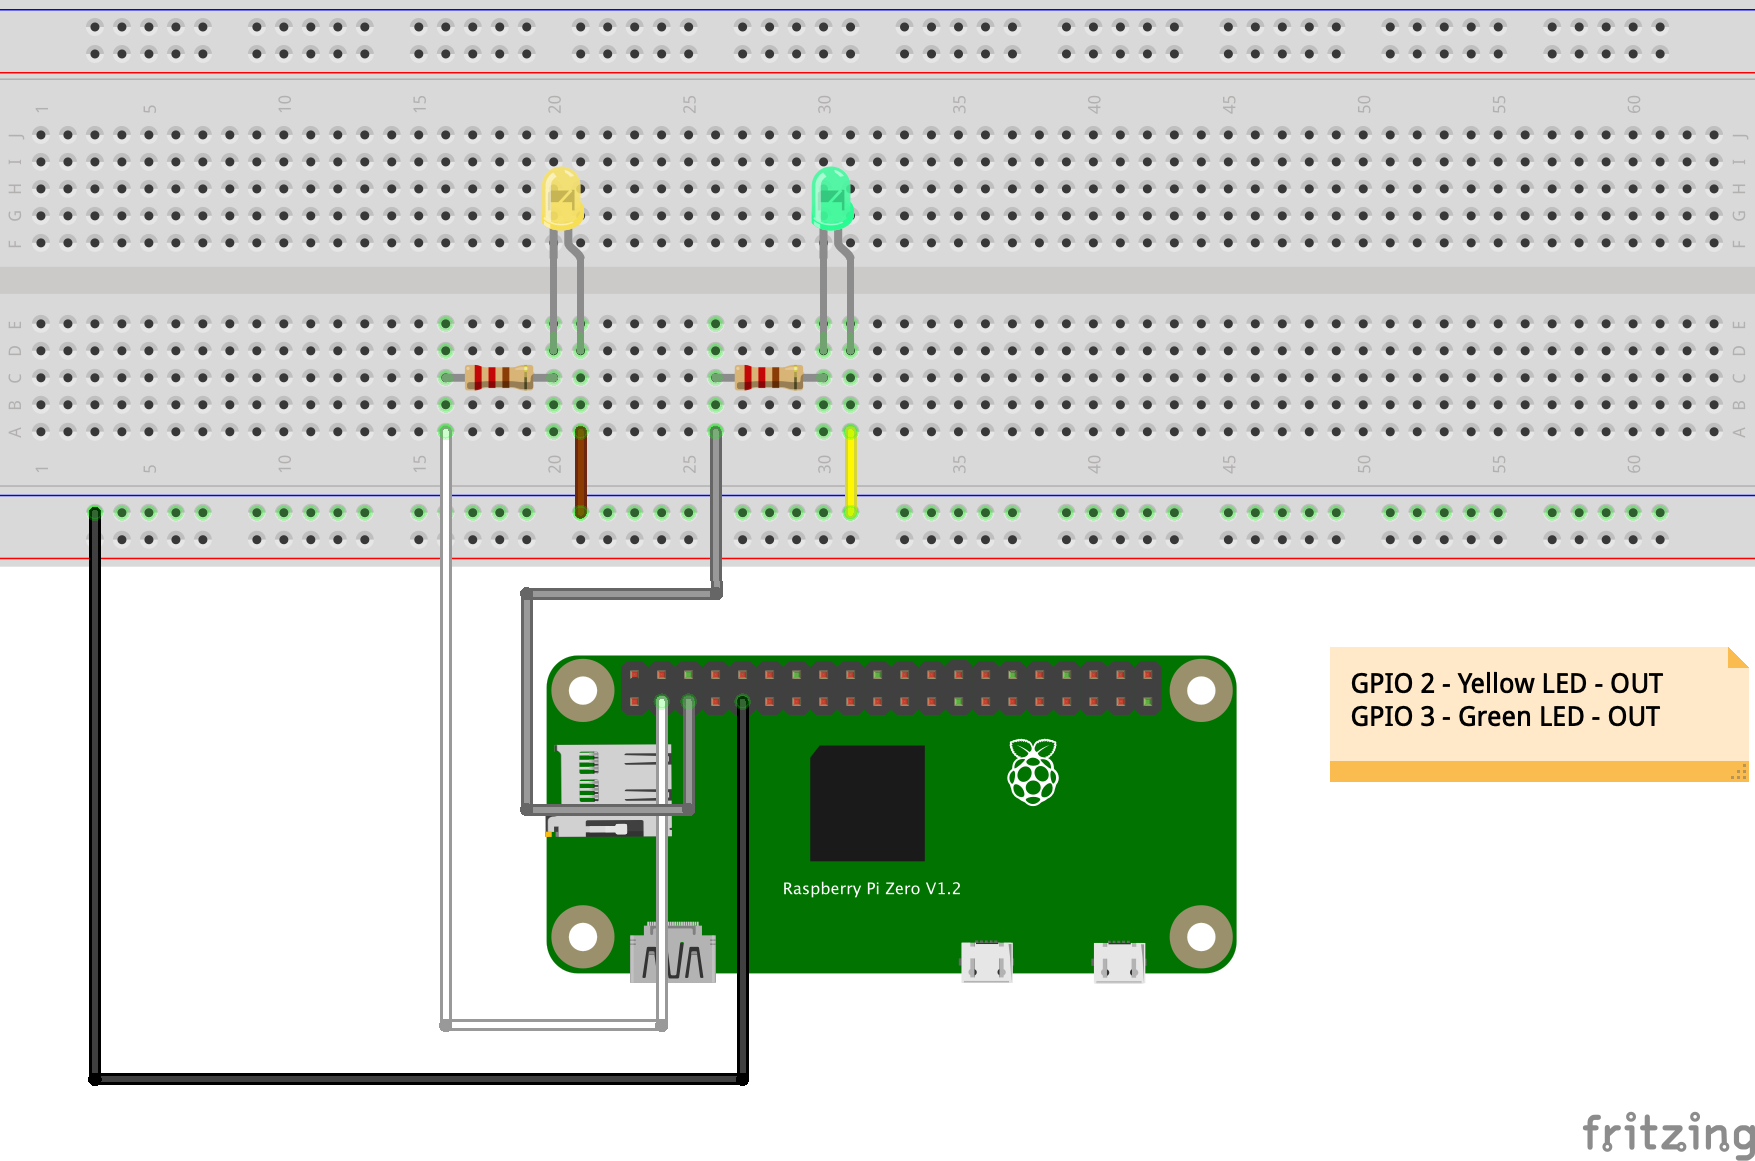 1 5 10 15 20 25 30 35 40 45 50 55 60
J J
I I
H H
G G
F F
E E
D D
C C
B B
A A
1 5 10 15 20 25 30 35 40 45 50 55 60
GPIO 2 - Yellow LED - OUT
GPIO 3 - Green LED - OUT
Raspberry Pi Zero V1.2
fritzing